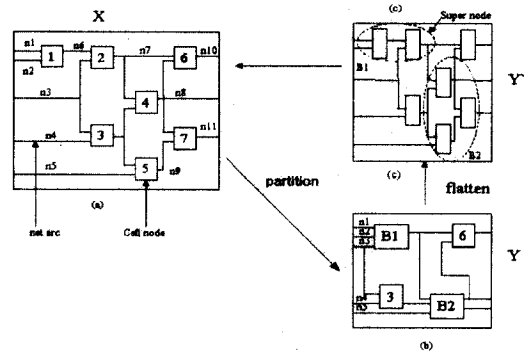 X
n1
n2
n3
n4
n5
n6
n7
n8
n9
n10
n11
1
2
3
4
5
6
7
net src
Cell node
(a)
partition
(c)
Super node
B1
B2
Y'
(c)
flatten
n1
n2
n3
n4
n5
B1
3
6
B2
Y
(b)